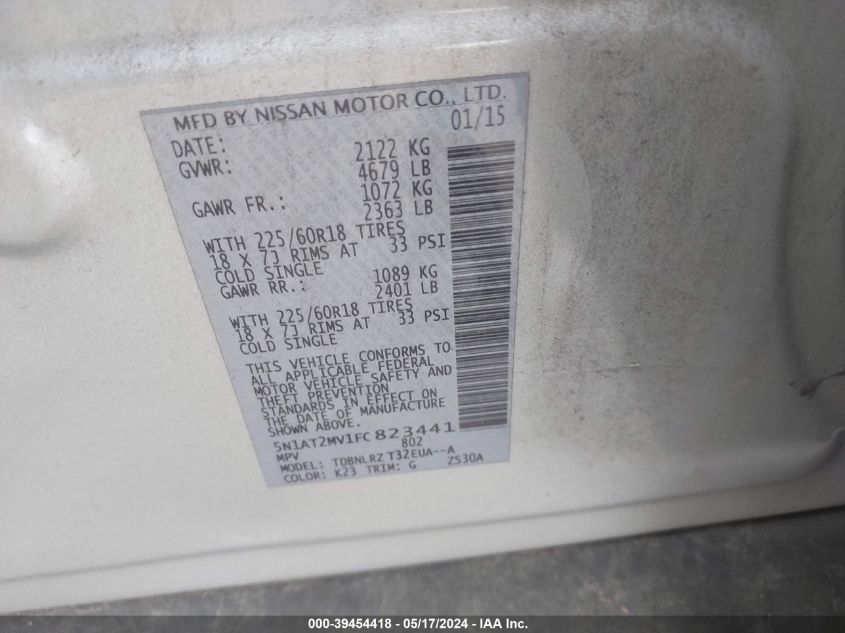 MFD BY NISSAN MOTOR CO., LTD.
DATE: 01/15
GVWR: 2122 KG
4679 LB
GAWR FR.: 1072 KG
2363 LB
WITH 225/60R18 TIRES
18 X 7J RIMS AT 33 PSI
COLD SINGLE
GAWR RR.: 1089 KG
2401 LB
WITH 225/60R18 TIRES
18 X 7J RIMS AT 33 PSI
COLD SINGLE
THIS VEHICLE CONFORMS TO
ALL APPLICABLE FEDERAL
MOTOR VEHICLE SAFETY AND
THEFT PREVENTION
STANDARDS IN EFFECT ON
THE DATE OF MANUFACTURE
SHOWN ABOVE.
5N1AT2MV1FC823441
MPV 802
MODEL: TDBNLRZ T32EUA--A
COLOR: K23 TRIM: G ZS30A
000-39454418 - 05/17/2024 - IAA Inc.